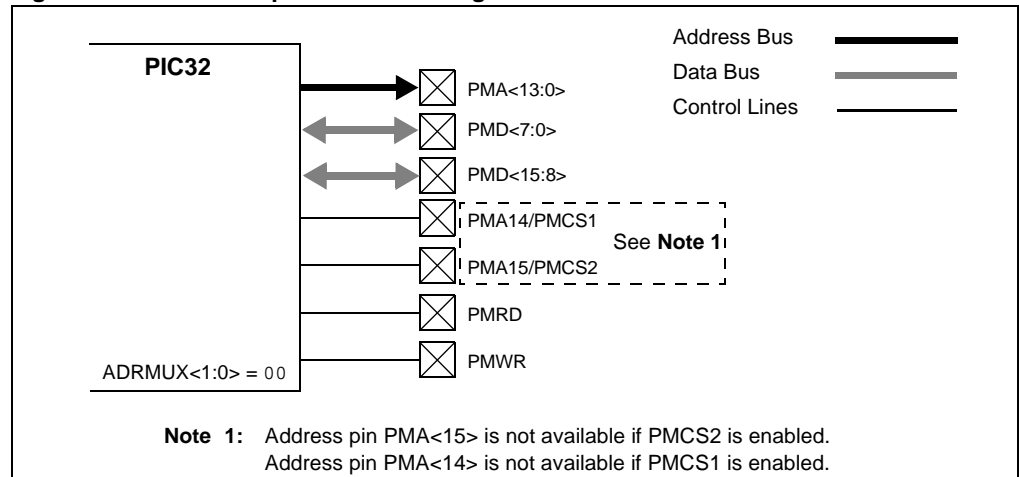 PIC32
Address Bus
Data Bus
Control Lines
PMA<13:0>
PMD<7:0>
PMD<15:8>
PMA14/PMCS1
See Note 1
PMA15/PMCS2
PMRD
PMWR
ADRMUX<1:0> = 00
Note 1: Address pin PMA<15> is not available if PMCS2 is enabled.
Address pin PMA<14> is not available if PMCS1 is enabled.